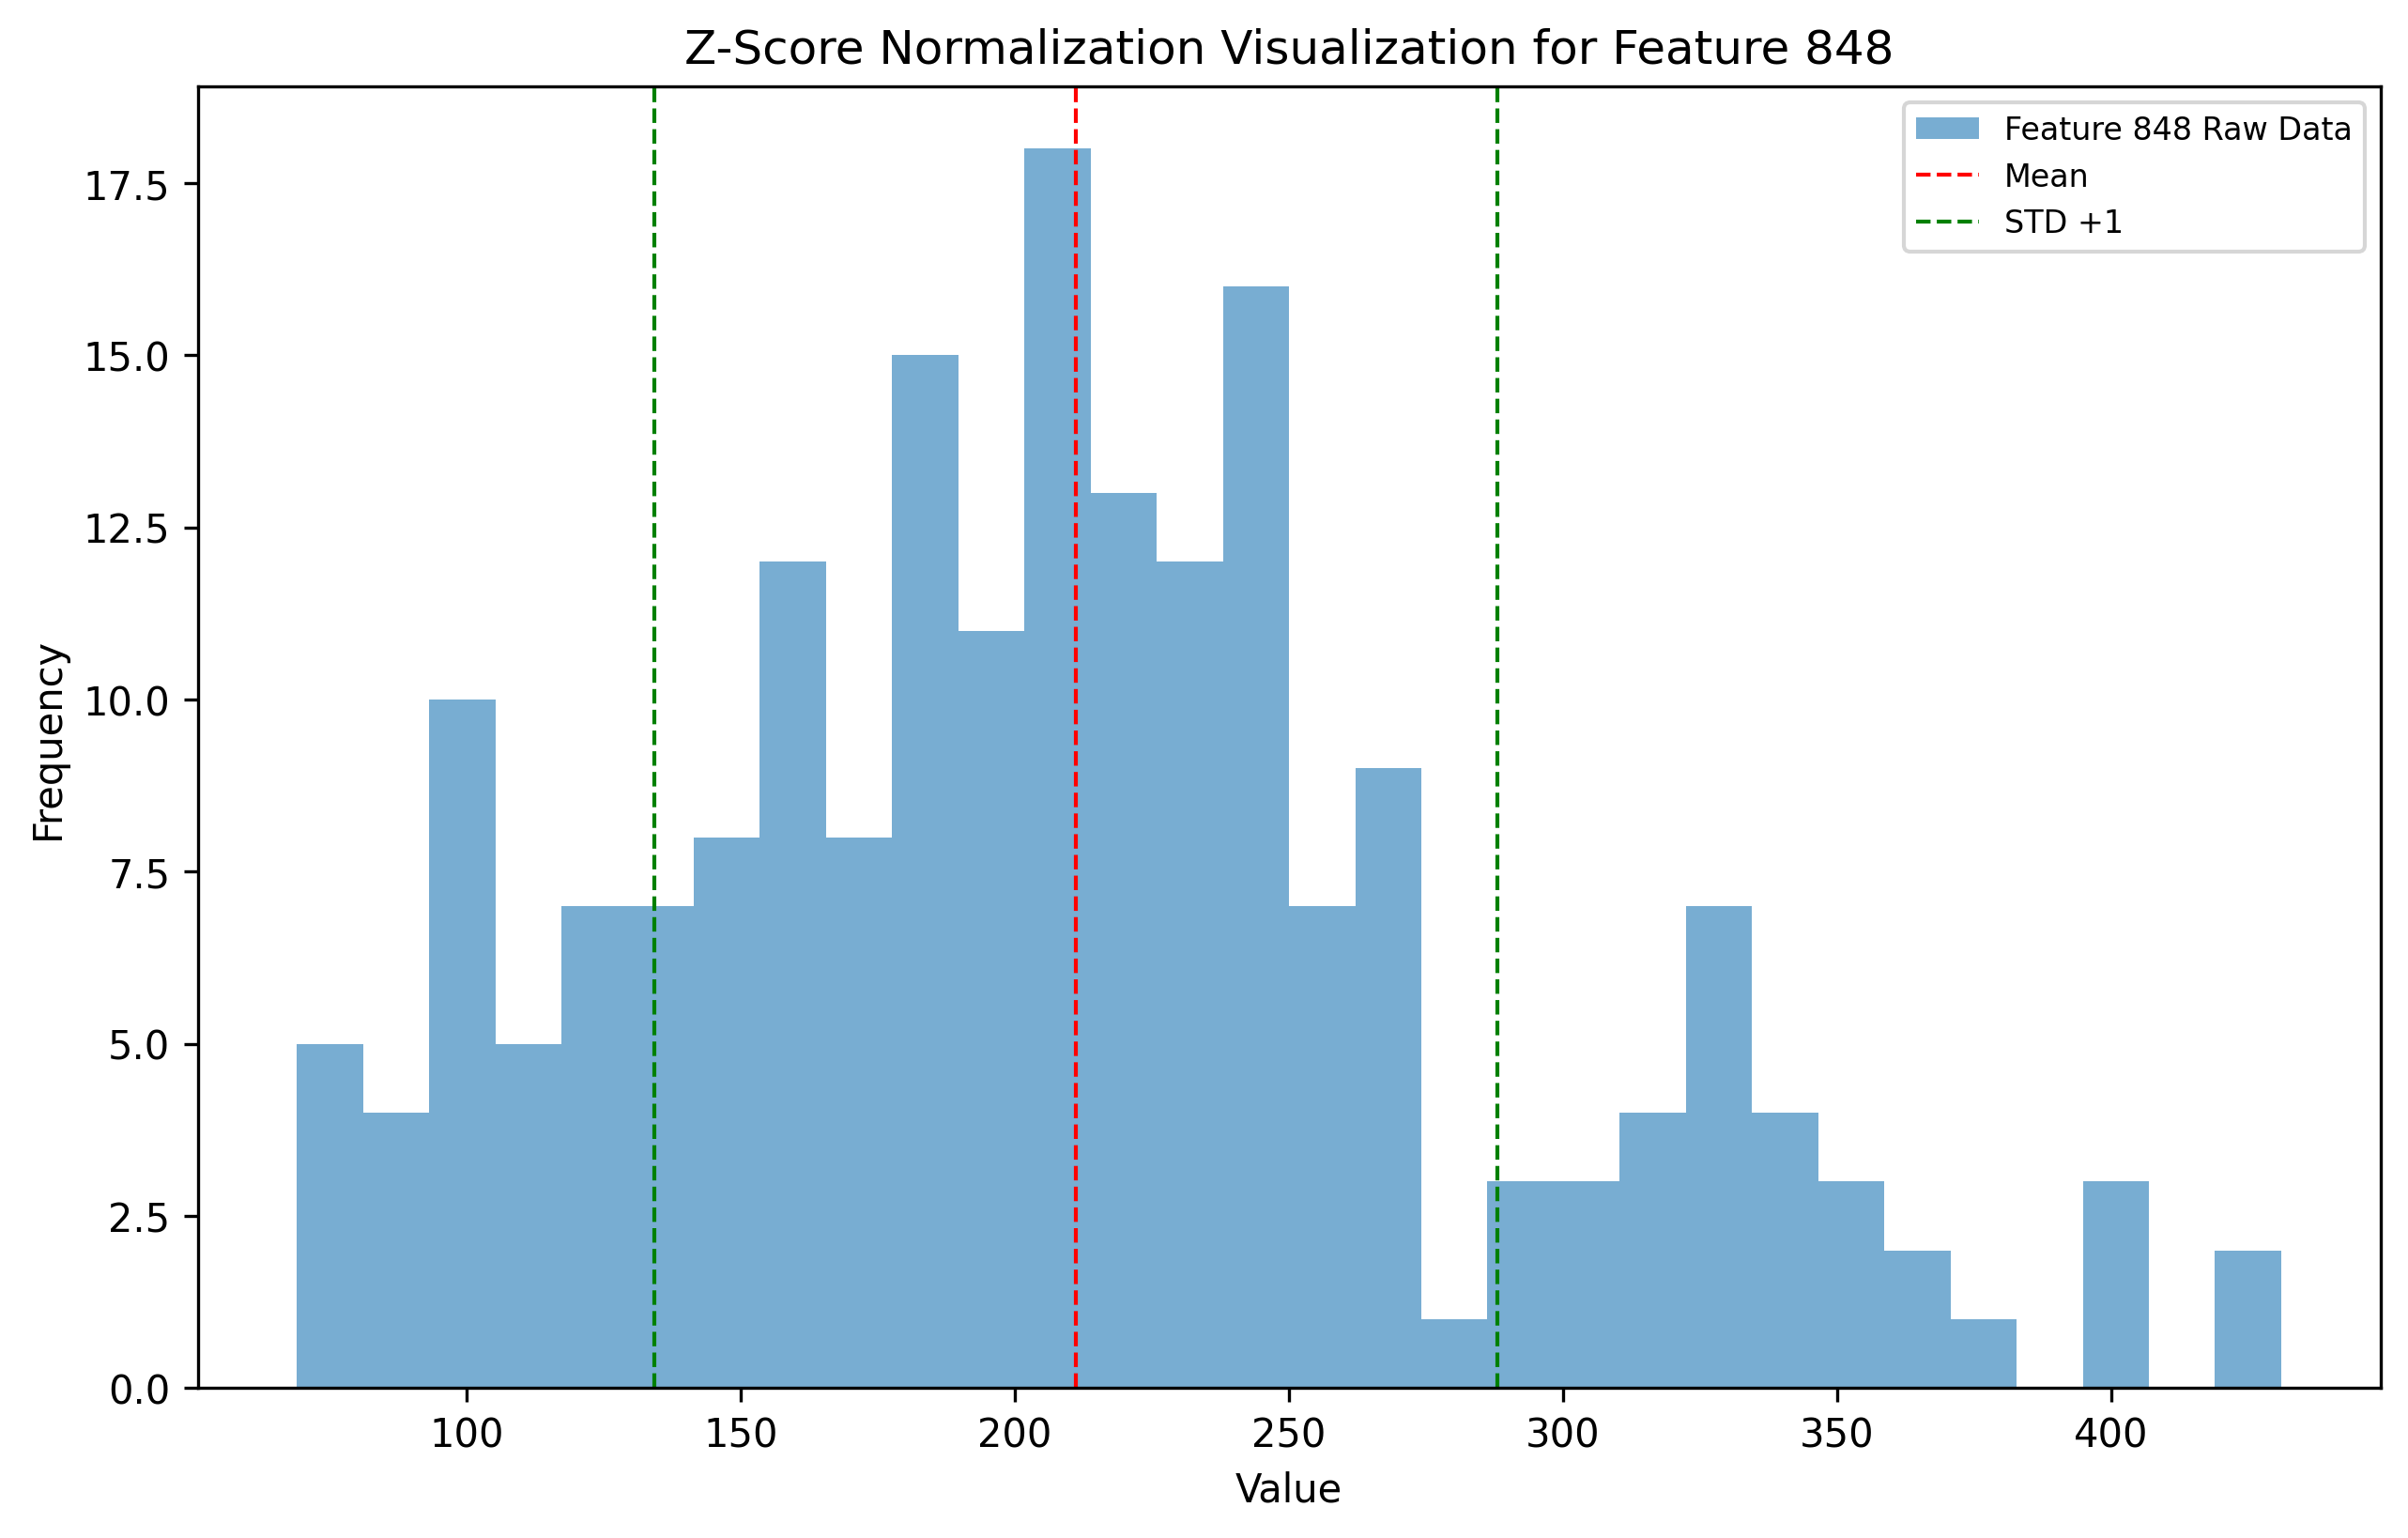 Z-Score Normalization Visualization for Feature 848
Feature 848 Raw Data
Mean
STD +1
17.5
15.0
12.5
10.0
7.5
5.0
2.5
0.0
Frequency
100 150 200 250 300 350 400
Value